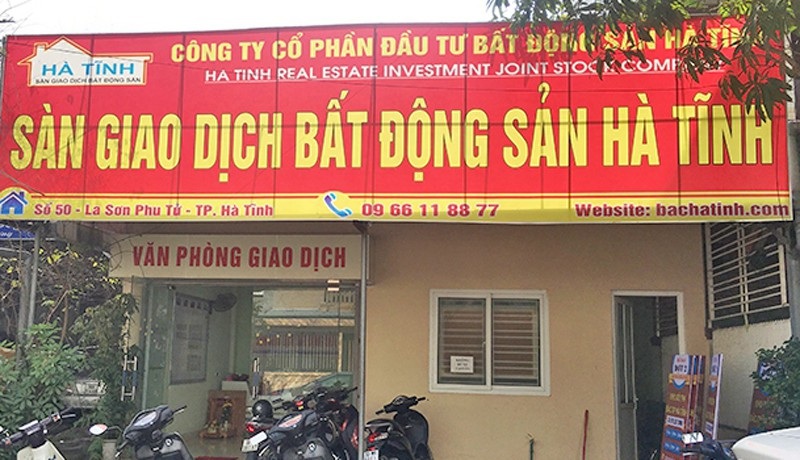 HÀ TĨNH
SÀN GIAO DỊCH BẤT ĐỘNG SẢN
CÔNG TY CỔ PHẦN ĐẦU TƯ BẤT ĐỘNG SẢN HÀ TĨNH
HA TINH REAL ESTATE INVESTMENT JOINT STOCK COMPANY
SÀN GIAO DỊCH BẤT ĐỘNG SẢN HÀ TĨNH
Số 50 - La Sơn Phu Tử - TP. Hà Tĩnh
09 66 11 88 77
Website: bachatinh.com
VĂN PHÒNG GIAO DỊCH